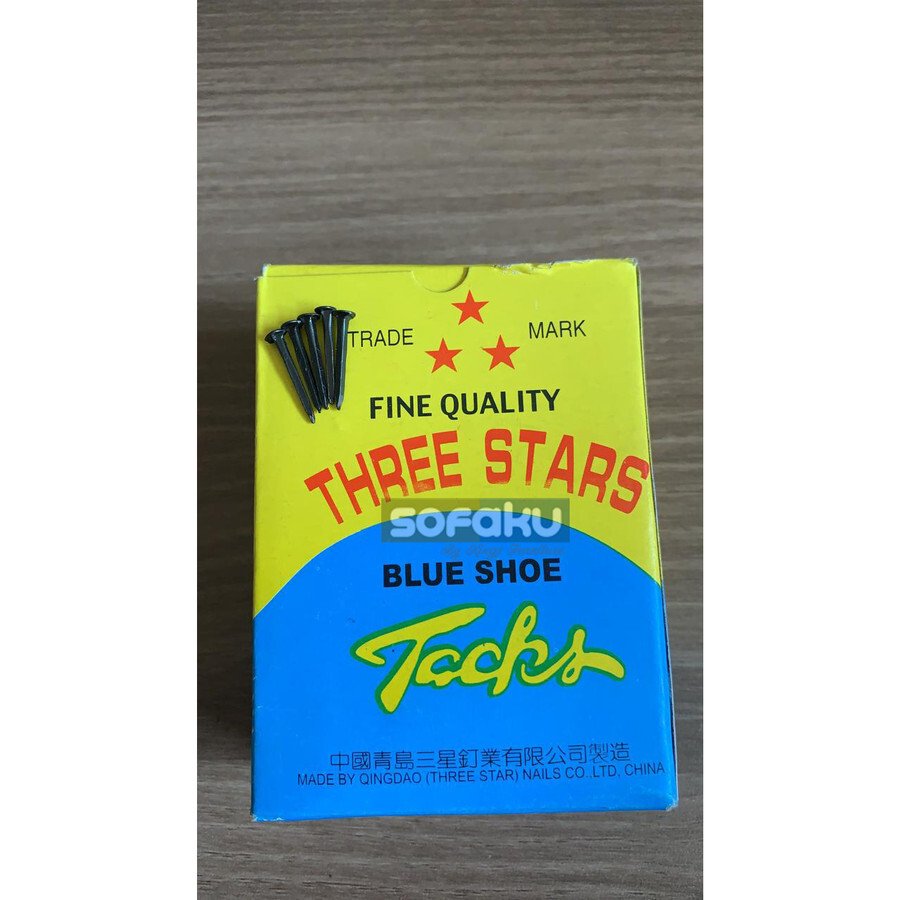 TRADE MARK
FINE QUALITY
THREE STARS
sofaku
BLUE SHOE
Tacks
中國青島三星釘業有限公司製造
MADE BY QINGDAO (THREE STAR) NAILS CO.,LTD, CHINA